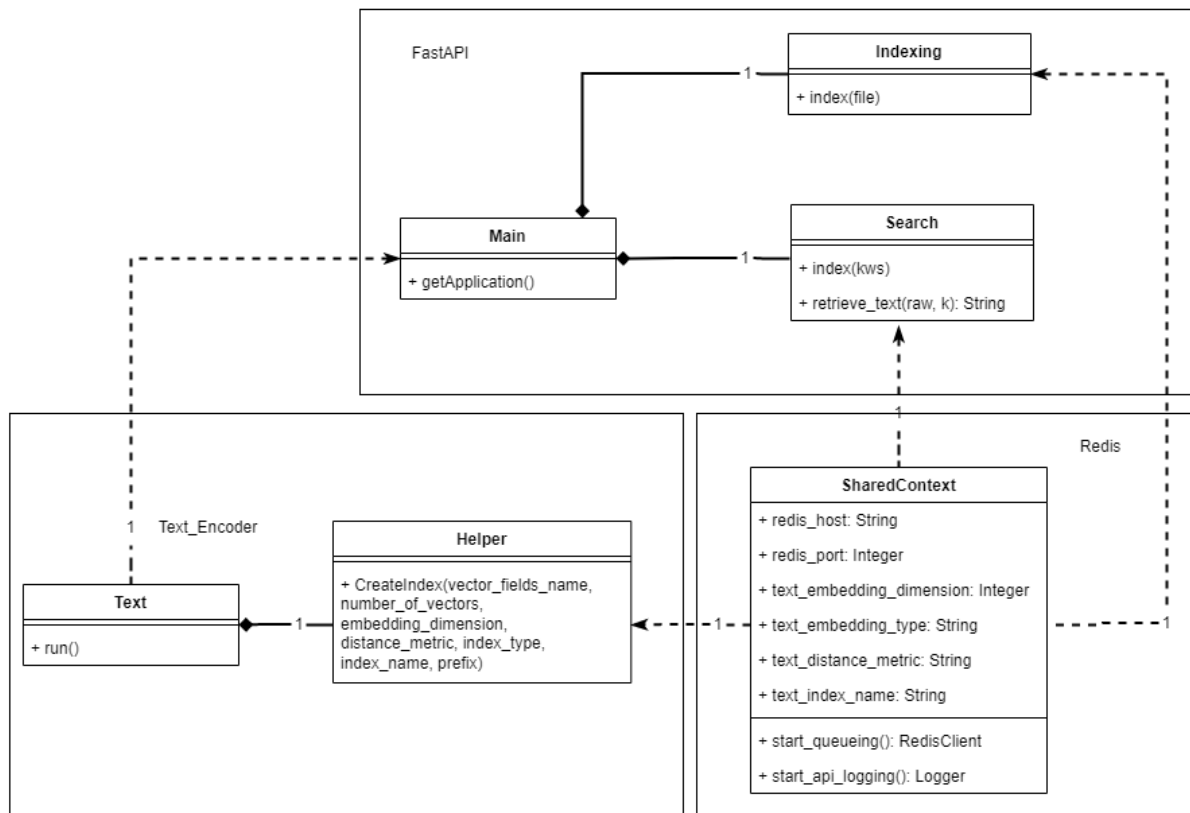 FastAPI
Indexing
+ index(file)
1
Main
+ getApplication()
1
Search
+ index(kws)
+ retrieve_text(raw, k): String
1
Text_Encoder
1
Text
+ run()
1
Helper
+ CreateIndex(vector_fields_name,
number_of_vectors,
embedding_dimension,
distance_metric, index_type,
index_name, prefix)
1
Redis
SharedContext
+ redis_host: String
+ redis_port: Integer
+ text_embedding_dimension: Integer
+ text_embedding_type: String
+ text_distance_metric: String
+ text_index_name: String
+ start_queueing(): RedisClient
+ start_api_logging(): Logger
1